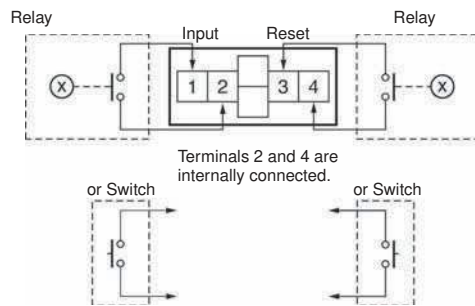 Relay
Relay
Input
Reset
X
1
2
3
4
X
Terminals 2 and 4 are
internally connected.
or Switch
or Switch